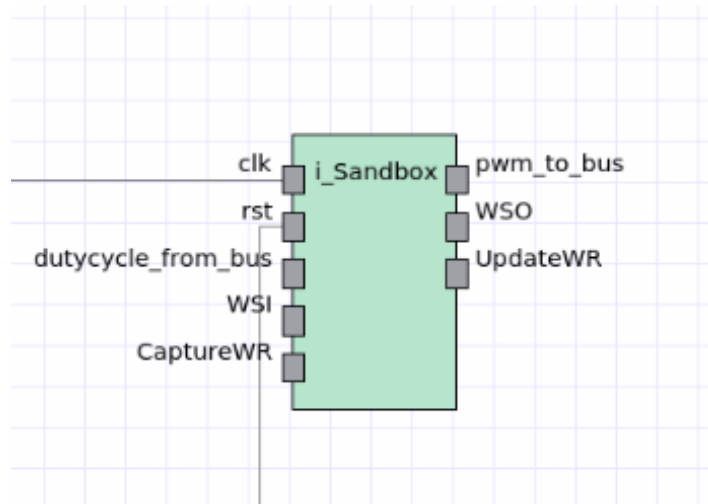 clk
i_Sandbox
pwm_to_bus
rst
WSO
dutycycle_from_bus
UpdateWR
WSI
CaptureWR